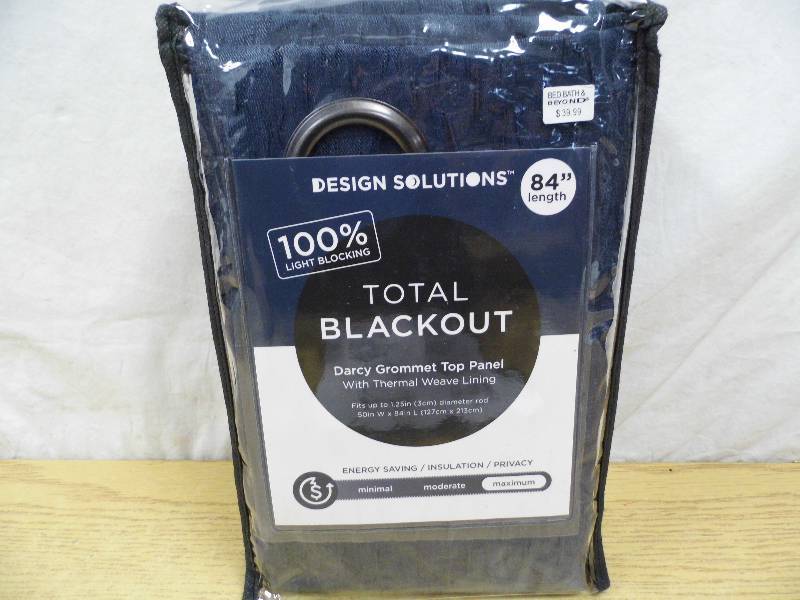 BED BATH &
BEYOND
$39.99
DESIGN SOLUTIONS™
84”
length
100%
LIGHT BLOCKING
TOTAL
BLACKOUT
Darcy Grommet Top Panel
With Thermal Weave Lining
Fits up to 1.25in (3cm) diameter rod
50in W x 84in L (127cm x 213cm)
ENERGY SAVING / INSULATION / PRIVACY
$ minimal moderate maximum